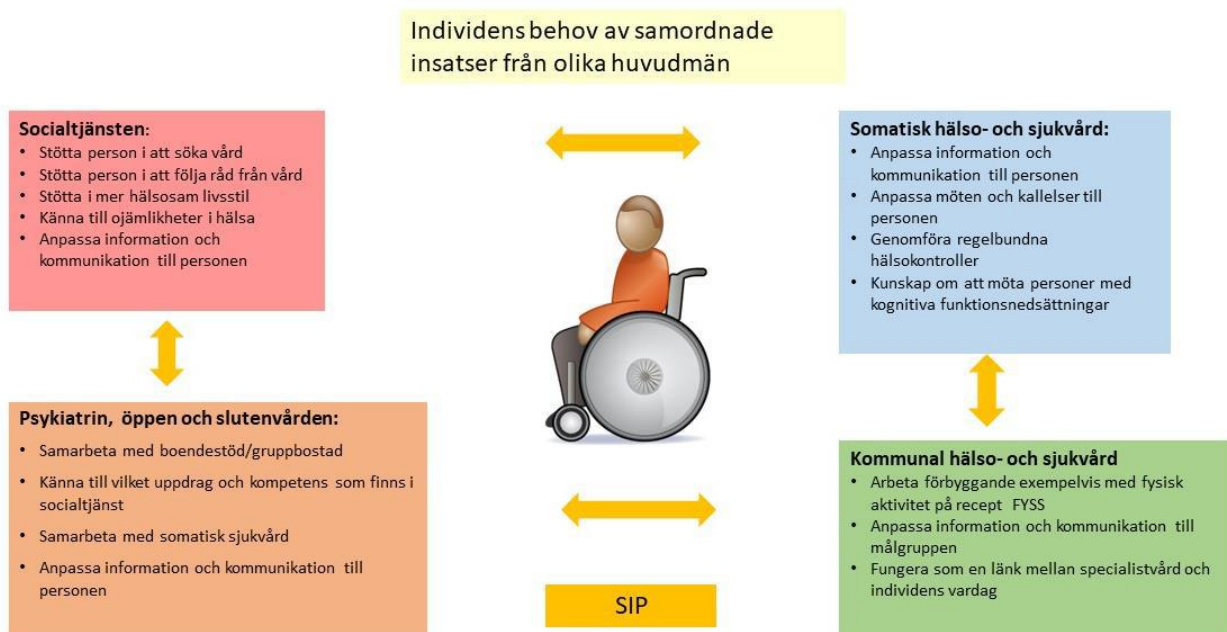 Individens behov av samordnade
insatser från olika huvudmän
Socialtjänsten:
• Stötta person i att söka vård
• Stötta person i att följa råd från vård
• Stötta i mer hälsosam livsstil
• Känna till ojämlikheter i hälsa
• Anpassa information och
kommunikation till personen
Somatisk hälso- och sjukvård:
• Anpassa information och
kommunikation till personen
• Anpassa möten och kallelser till
personen
• Genomföra regelbundna
hälsokontroller
• Kunskap om att möta personer med
kognitiva funktionsnedsättningar
Psykiatrin, öppen och slutenvården:
• Samarbeta med boendestöd/gruppbostad
• Känna till vilket uppdrag och kompetens som finns i
socialtjänst
• Samarbeta med somatisk sjukvård
• Anpassa information och kommunikation till
personen
Kommunal hälso- och sjukvård
• Arbeta förbyggande exempelvis med fysisk
aktivitet på recept FYSS
• Anpassa information och kommunikation till
målgruppen
• Fungera som en länk mellan specialistvård och
individens vardag
SIP